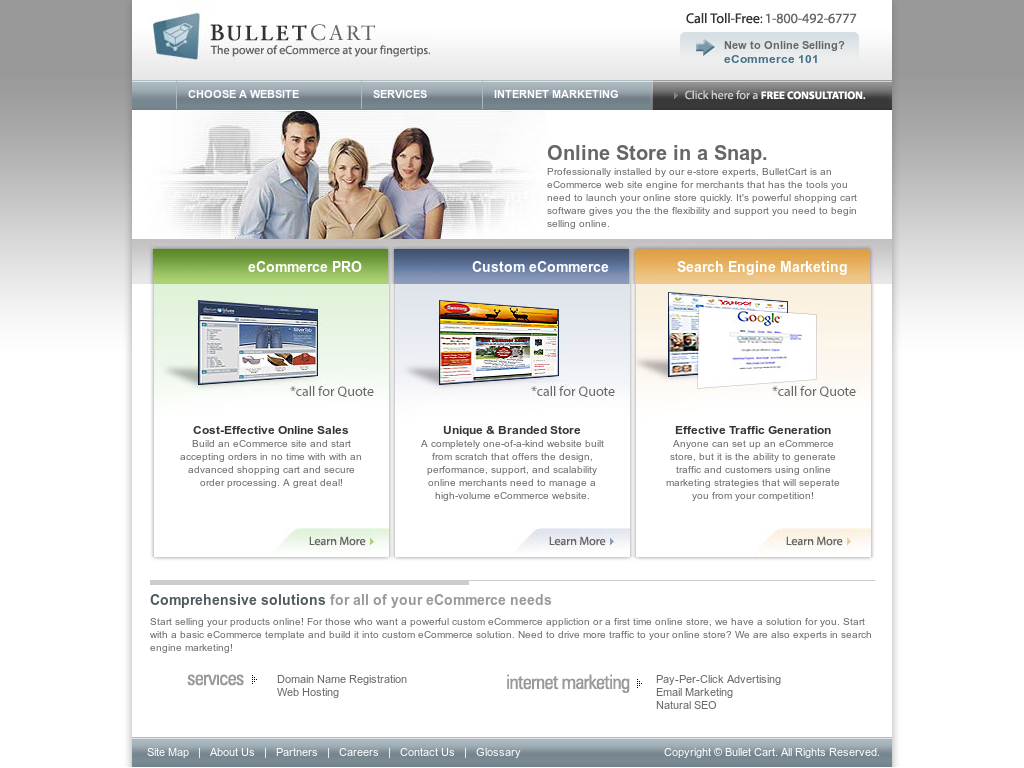 BULLETCART
The power of eCommerce at your fingertips.
Call Toll-Free: 1-800-492-6777
New to Online Selling?
eCommerce 101
CHOOSE A WEBSITE
SERVICES
INTERNET MARKETING
Click here for a FREE CONSULTATION.
Online Store in a Snap.
Professionally installed by our e-store experts, BulletCart is an
eCommerce web site engine for merchants that has the tools you
need to launch your online store quickly. It's powerful shopping cart
software gives you the the flexibility and support you need to begin
selling online.
eCommerce PRO
*call for Quote
Cost-Effective Online Sales
Build an eCommerce site and start
accepting orders in no time with with an
advanced shopping cart and secure
order processing. A great deal!
Learn More
Custom eCommerce
*call for Quote
Unique & Branded Store
A completely one-of-a-kind website built
from scratch that offers the design,
performance, support, and scalability
online merchants need to manage a
high-volume eCommerce website.
Learn More
Search Engine Marketing
YAHOO!
Google
*call for Quote
Effective Traffic Generation
Anyone can set up an eCommerce
store, but it is the ability to generate
traffic and customers using online
marketing strategies that will seperate
you from your competition!
Learn More
Comprehensive solutions for all of your eCommerce needs
Start selling your products online! For those who want a powerful custom eCommerce appliction or a first time online store, we have a solution for you. Start
with a basic eCommerce template and build it into custom eCommerce solution. Need to drive more traffic to your online store? We are also experts in search
engine marketing!
services
Domain Name Registration
Web Hosting
internet marketing
Pay-Per-Click Advertising
Email Marketing
Natural SEO
Site Map | About Us | Partners | Careers | Contact Us | Glossary
Copyright © Bullet Cart. All Rights Reserved.